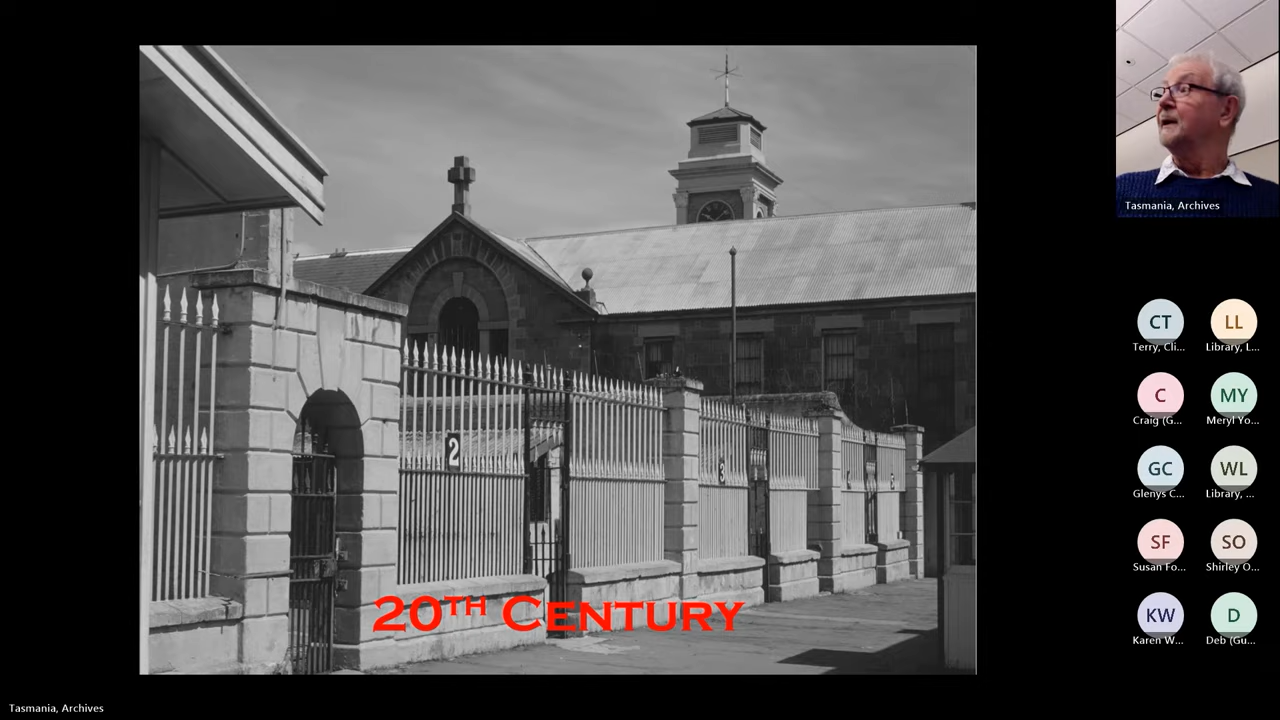 Tasmania, Archives
2
3
20TH CENTURY
CT
Terry, Cli...
LL
Library, L...
C
Craig (G...
MY
Meryl Yo...
GC
Glenys C...
WL
Library, ...
SF
Susan Fo...
SO
Shirley O...
KW
Karen W...
D
Deb (Gu...
Tasmania, Archives